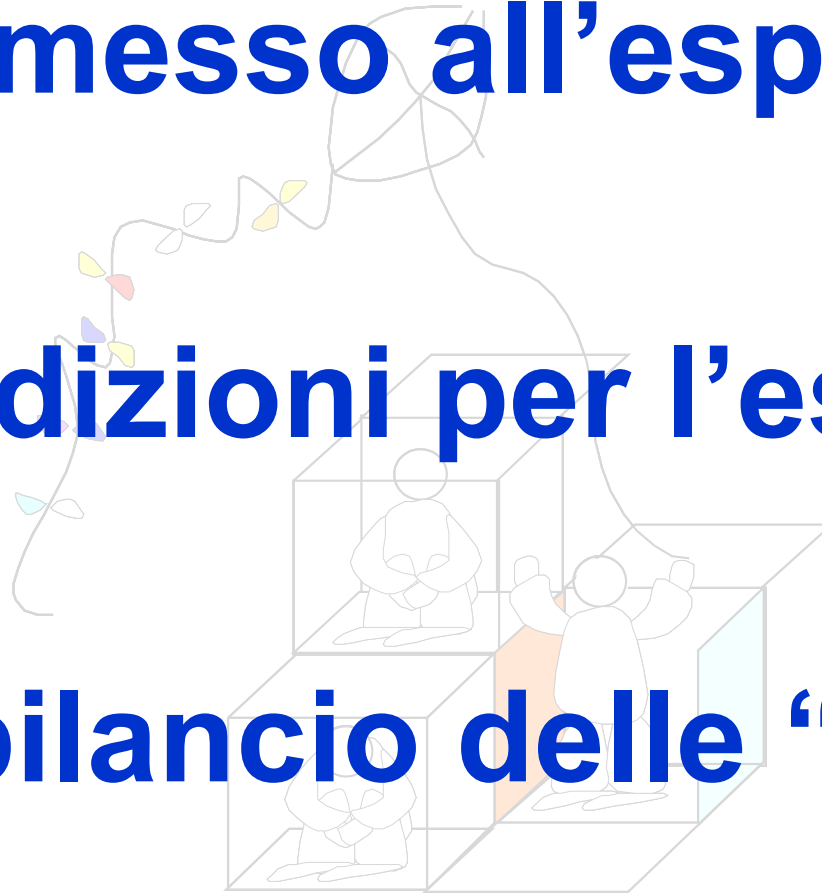 messo all’esp
dizioni per l’es
bilancio delle “